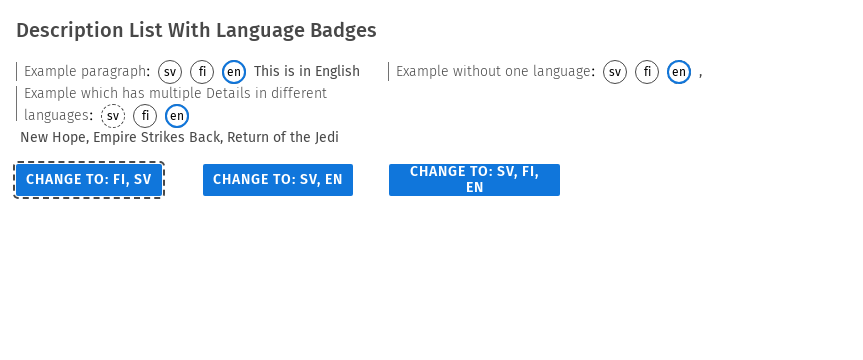 Description List With Language Badges
Example paragraph: sv fi en This is in English
Example without one language: sv fi en ,
Example which has multiple Details in different
languages: sv fi en
New Hope, Empire Strikes Back, Return of the Jedi
CHANGE TO: FI, SV
CHANGE TO: SV, EN
CHANGE TO: SV, FI,
EN